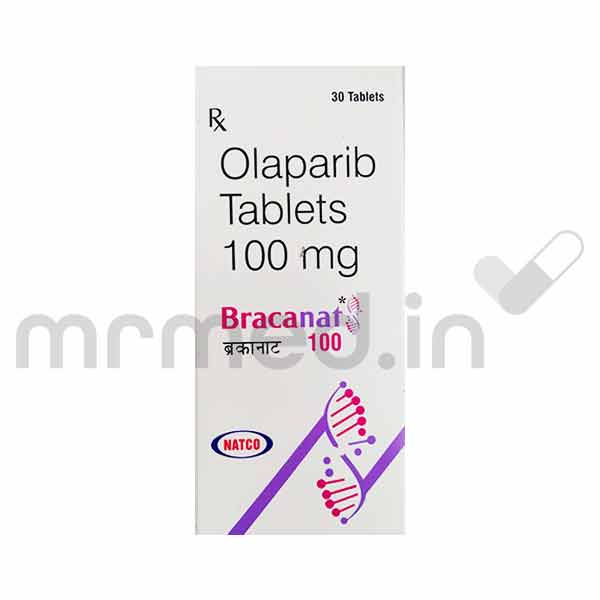 30 Tablets
Rx
Olaparib
Tablets
100 mg
Bracanat*
ब्रकानाट 100
NATCO
mrmed.in